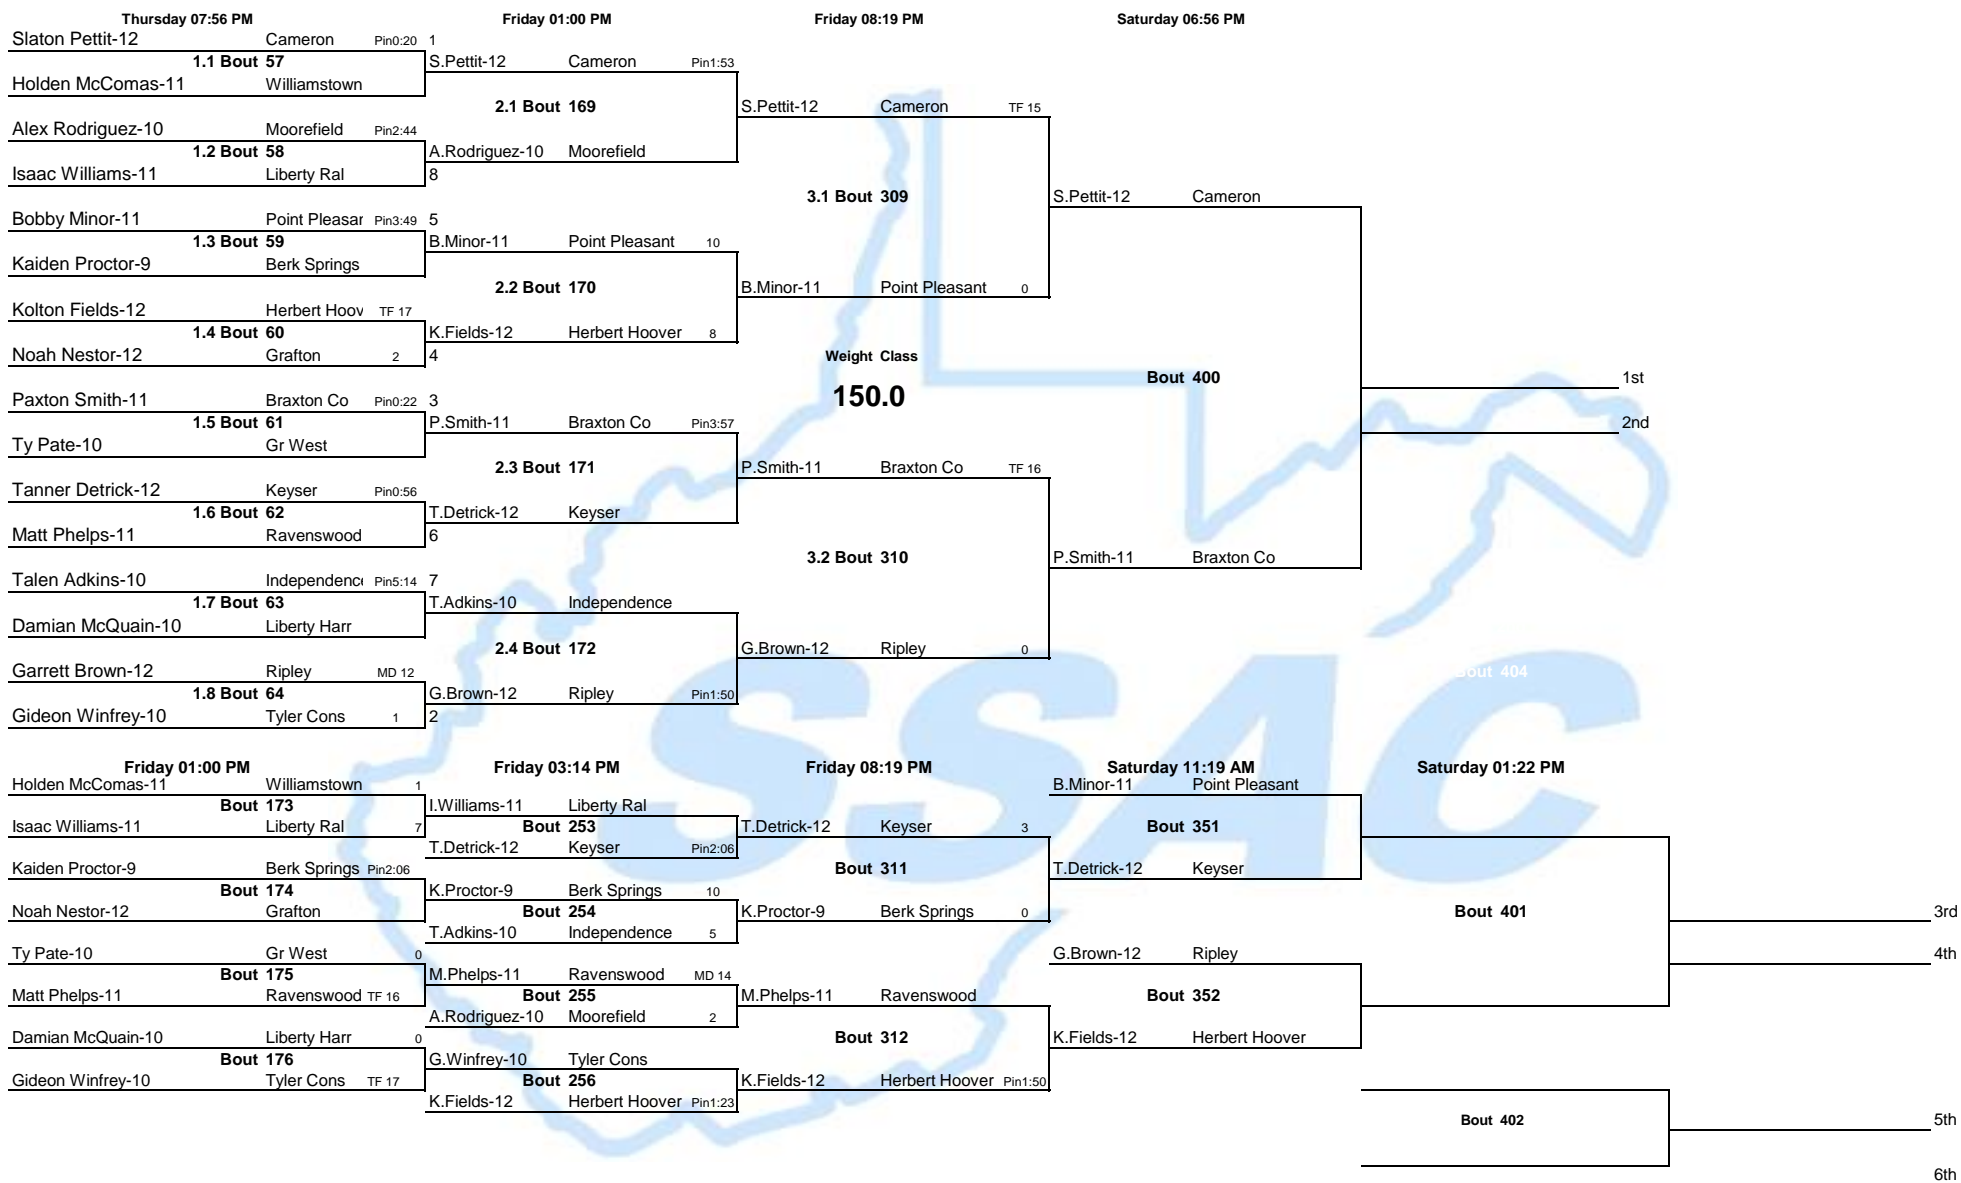 Thursday 07:56 PM Friday 01:00 PM Friday 08:19 PM Saturday 06:56 PM
Slaton Pettit-12 Cameron Pin0:20 1
1.1 Bout 57 S.Pettit-12 Cameron Pin1:53
Holden McComas-11 Williamstown
2.1 Bout 169 S.Pettit-12 Cameron TF 15
Alex Rodriguez-10 Moorefield Pin2:44
1.2 Bout 58 A.Rodriguez-10 Moorefield
Isaac Williams-11 Liberty Ral 8
3.1 Bout 309 S.Pettit-12 Cameron
Bobby Minor-11 Point Pleasar Pin3:49 5
1.3 Bout 59 B.Minor-11 Point Pleasant 10
Kaiden Proctor-9 Berk Springs
2.2 Bout 170 B.Minor-11 Point Pleasant 0
Kolton Fields-12 Herbert Hoov TF 17
1.4 Bout 60 K.Fields-12 Herbert Hoover 8
Noah Nestor-12 Grafton 2 4 Weight Class
Bout 400 1st
Paxton Smith-11 Braxton Co Pin0:22 3 150.0
1.5 Bout 61 P.Smith-11 Braxton Co Pin3:57 2nd
Ty Pate-10 Gr West
2.3 Bout 171 P.Smith-11 Braxton Co TF 16
Tanner Detrick-12 Keyser Pin0:56
1.6 Bout 62 T.Detrick-12 Keyser
Matt Phelps-11 Ravenswood 6
3.2 Bout 310 P.Smith-11 Braxton Co
Talen Adkins-10 Independence Pin5:14 7
1.7 Bout 63 T.Adkins-10 Independence
Damian McQuain-10 Liberty Harr
2.4 Bout 172 G.Brown-12 Ripley 0
Garrett Brown-12 Ripley MD 12 Bout 404
1.8 Bout 64 G.Brown-12 Ripley Pin1:50
Gideon Winfrey-10 Tyler Cons 1 2
SSAC
Friday 01:00 PM Friday 03:14 PM Friday 08:19 PM Saturday 11:19 AM Saturday 01:22 PM
Holden McComas-11 Williamstown 1 B.Minor-11 Point Pleasant
Bout 173 I.Williams-11 Liberty Ral
Isaac Williams-11 Liberty Ral 7 Bout 253 T.Detrick-12 Keyser 3 Bout 351
T.Detrick-12 Keyser Pin2:06
Kaiden Proctor-9 Berk Springs Pin2:06 Bout 311 T.Detrick-12 Keyser
Bout 174 K.Proctor-9 Berk Springs 10
Noah Nestor-12 Grafton Bout 254 K.Proctor-9 Berk Springs 0 Bout 401 3rd
T.Adkins-10 Independence 5
Ty Pate-10 Gr West 0 G.Brown-12 Ripley 4th
Bout 175 M.Phelps-11 Ravenswood MD 14
Matt Phelps-11 Ravenswood TF 16 Bout 255 M.Phelps-11 Ravenswood Bout 352
A.Rodriguez-10 Moorefield 2
Damian McQuain-10 Liberty Harr 0 Bout 312 K.Fields-12 Herbert Hoover
Bout 176 G.Winfrey-10 Tyler Cons
Gideon Winfrey-10 Tyler Cons TF 17 Bout 256 K.Fields-12 Herbert Hoover Pin1:50
K.Fields-12 Herbert Hoover Pin1:23
Bout 402 5th
6th